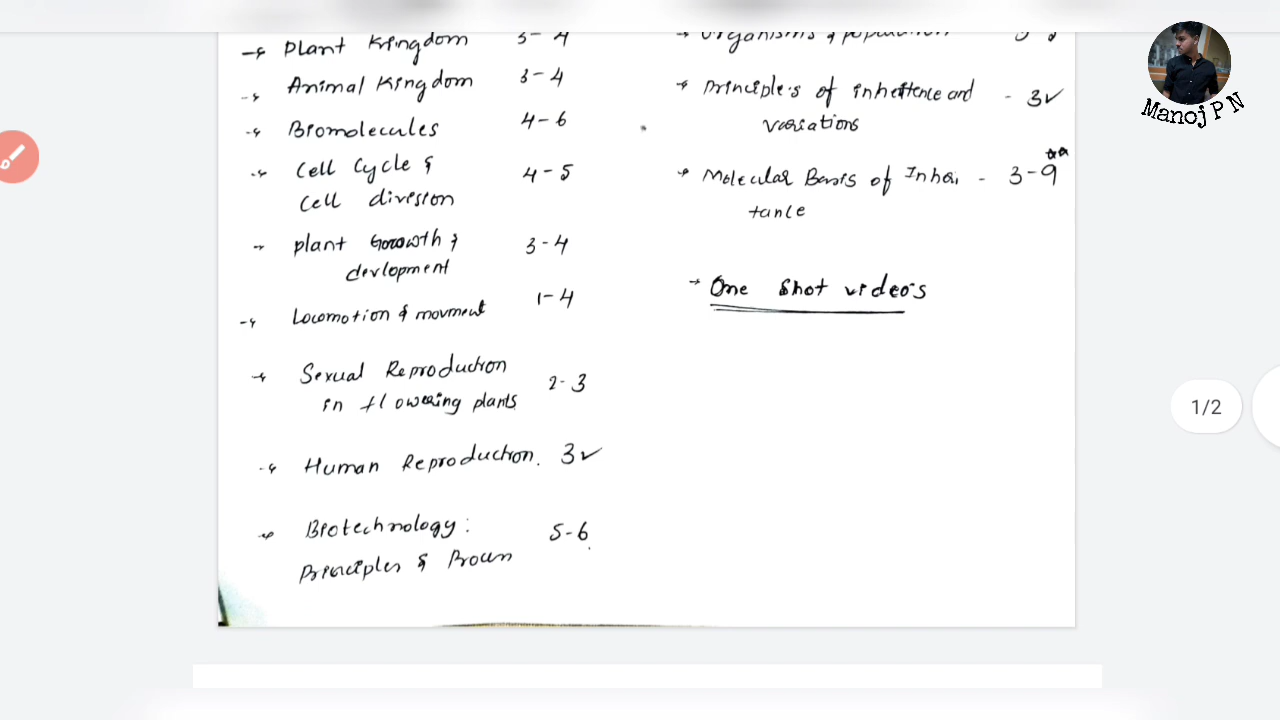 → Plant Kingdom 3-4
→ Animal Kingdom 3-4
→ Biomolecules 4-6
→ Cell Cycle &
Cell division 4-5
→ plant Growth &
devlopment 3-4
→ Locomotion & movment 1-4
→ Sexual Reproduction
in flowering plants 2-3
→ Human Reproduction. 3✓
→ Biotechnology:
Principles & 5-6
→ Organisms & population
→ Principles of inheritence and - 3✓
variations
→ Molecular Basis of Inhei - 3-9**
tance
→ One Shot videos
Manoj P N
1/2